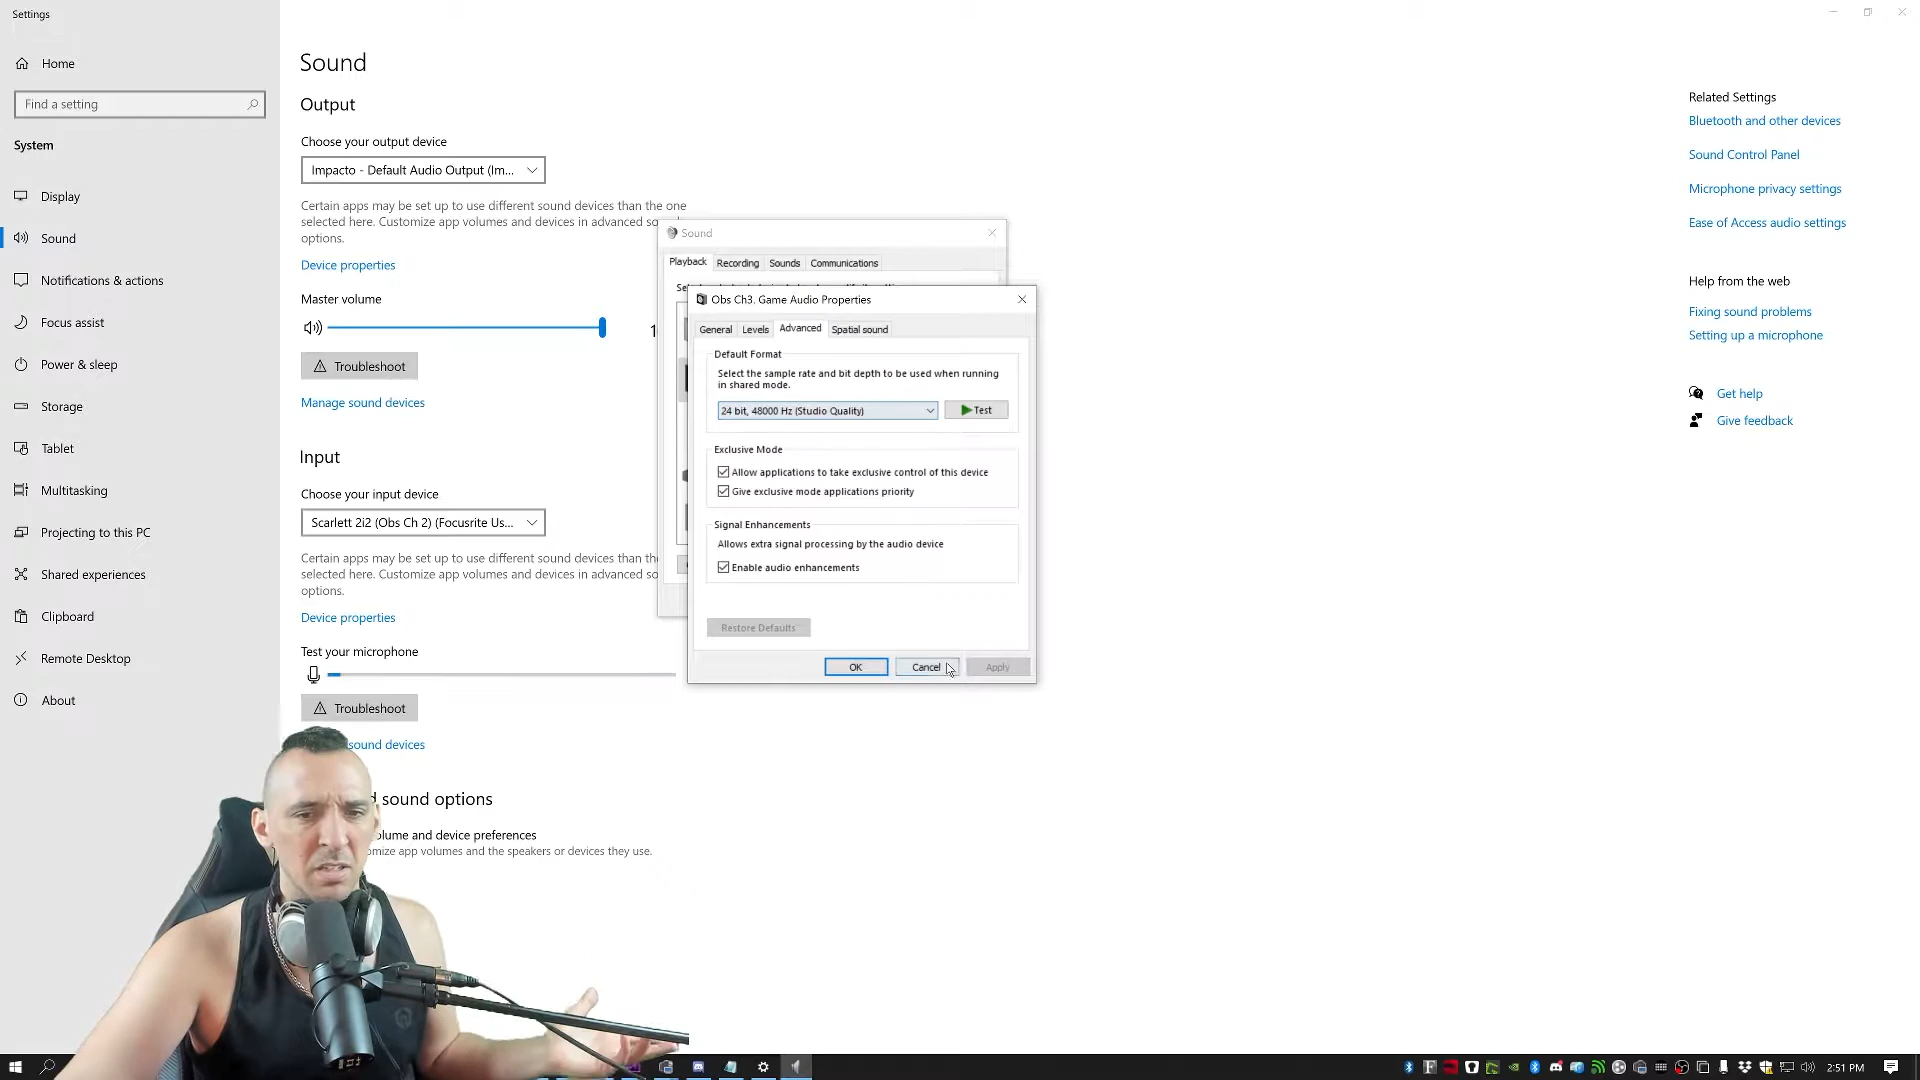 Settings
Home
Find a setting
System
Display
Sound
Notifications & actions
Focus assist
Power & sleep
Storage
Tablet
Multitasking
Projecting to this PC
Shared experiences
Clipboard
Remote Desktop
About
Sound
Output
Choose your output device
Impacto - Default Audio Output (Im...
Certain apps may be set up to use different sound devices than the one
selected here. Customize app volumes and devices in advanced so
options.
Device properties
Master volume
1
Troubleshoot
Manage sound devices
Input
Choose your input device
Scarlett 2i2 (Obs Ch 2) (Focusrite Us...
Certain apps may be set up to use different sound devices than the
selected here. Customize app volumes and devices in advanced so
options.
Device properties
Test your microphone
Troubleshoot
sound devices
sound options
olume and device preferences
omize app volumes and the speakers or devices they use.
Sound
Playback Recording Sounds Communications
Obs Ch3. Game Audio Properties
General Levels Advanced Spatial sound
Default Format
Select the sample rate and bit depth to be used when running
in shared mode.
24 bit, 48000 Hz (Studio Quality)
Test
Exclusive Mode
Allow applications to take exclusive control of this device
Give exclusive mode applications priority
Signal Enhancements
Allows extra signal processing by the audio device
Enable audio enhancements
Restore Defaults
OK Cancel Apply
Related Settings
Bluetooth and other devices
Sound Control Panel
Microphone privacy settings
Ease of Access audio settings
Help from the web
Fixing sound problems
Setting up a microphone
Get help
Give feedback
2:51 PM